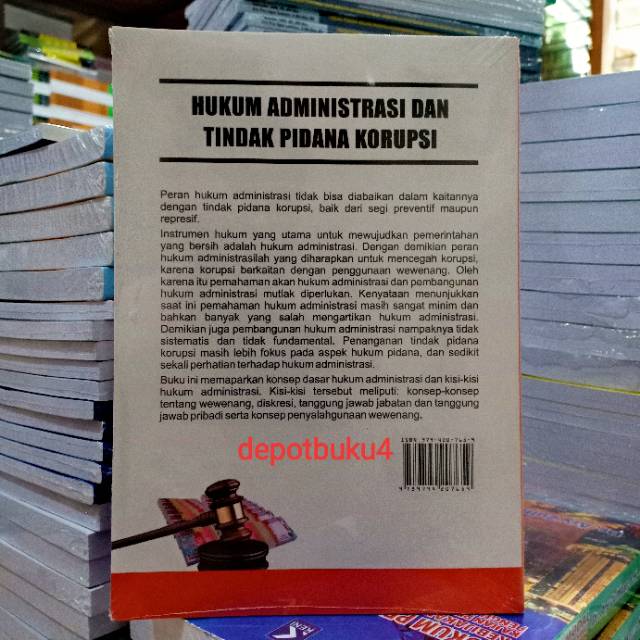 HUKUM ADMINISTRASI DAN
TINDAK PIDANA KORUPSI
Peran hukum administrasi tidak bisa diabaikan dalam kaitannya
dengan tindak pidana korupsi, baik dari segi preventif maupun
represif.
Instrumen hukum yang utama untuk mewujudkan pemerintahan
yang bersih adalah hukum administrasi. Dengan demikian peran
hukum administrasilah yang diharapkan untuk mencegah korupsi,
karena korupsi berkaitan dengan penggunaan wewenang. Oleh
karena itu pemahaman akan hukum administrasi dan pembangunan
hukum administrasi mutlak diperlukan. Kenyataan menunjukkan
saat ini pemahaman hukum administrasi masih sangat minim dan
bahkan banyak yang salah mengartikan hukum administrasi.
Demikian juga pembangunan hukum administrasi nampaknya tidak
sistematis dan tidak fundamental. Penanganan tindak pidana
korupsi masih lebih fokus pada aspek hukum pidana, dan sedikit
sekali perhatian terhadap hukum administrasi.
Buku ini memaparkan konsep dasar hukum administrasi dan kisi-kisi
hukum administrasi. Kisi-kisi tersebut meliputi: konsep-konsep
tentang wewenang, diskresi, tanggung jawab jabatan dan tanggung
jawab pribadi serta konsep penyalahgunaan wewenang.
depotbuku4